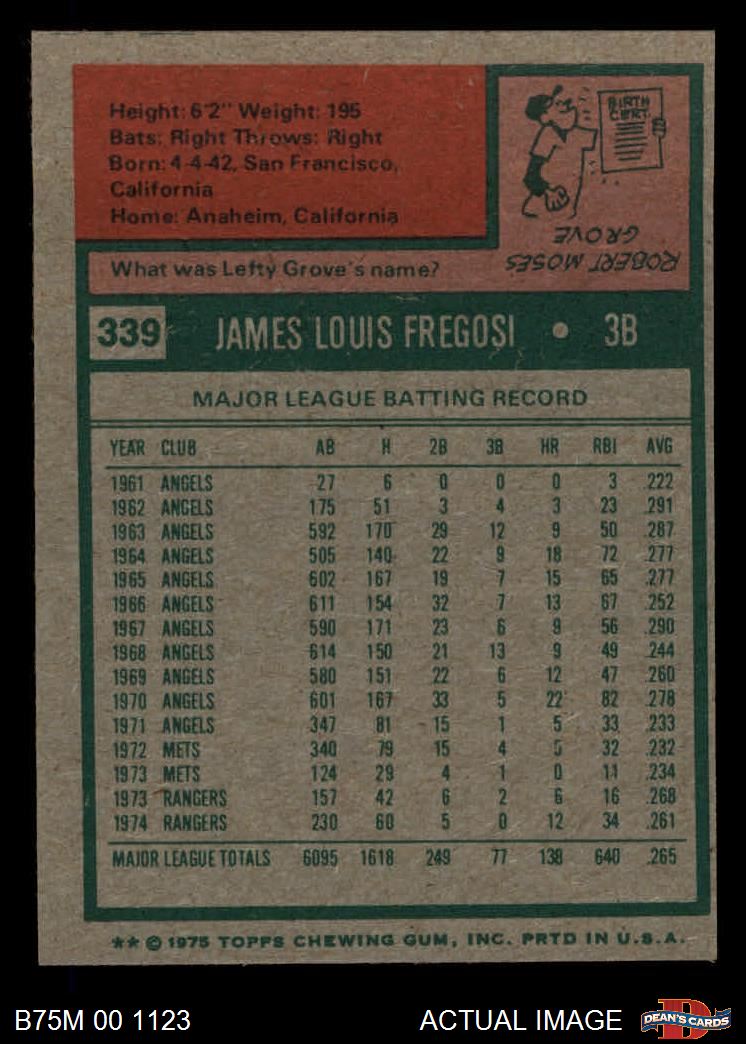 Height: 6'2" Weight: 195
Bats: Right Throws: Right
Born: 4-4-42, San Francisco,
California
Home: Anaheim, California
BIRTH
CERT.
ROBERT MOSES
GROVE
What was Lefty Grove's name?
339 JAMES LOUIS FREGOSI • 3B
MAJOR LEAGUE BATTING RECORD
YEAR CLUB AB H 2B 3B HR RBI AVG
1961 ANGELS 27 6 0 0 0 3 .222
1962 ANGELS 175 51 3 4 3 23 .291
1963 ANGELS 592 170 29 12 9 50 .287
1964 ANGELS 505 140 22 9 18 72 .277
1965 ANGELS 602 167 19 7 15 65 .277
1966 ANGELS 611 154 32 7 13 67 .252
1967 ANGELS 590 171 23 6 9 56 .290
1968 ANGELS 614 150 21 13 9 49 .244
1969 ANGELS 580 151 22 6 12 47 .260
1970 ANGELS 601 167 33 5 22 82 .278
1971 ANGELS 347 81 15 1 5 33 .233
1972 METS 340 79 15 4 5 32 .232
1973 METS 124 29 4 1 0 11 .234
1973 RANGERS 157 42 6 2 6 16 .268
1974 RANGERS 230 60 5 0 12 34 .261
MAJOR LEAGUE TOTALS 6095 1618 249 77 138 640 .265
** © 1975 TOPPS CHEWING GUM, INC. PRTD IN U.S.A.
B75M 00 1123 ACTUAL IMAGE D DEAN'S CARDS